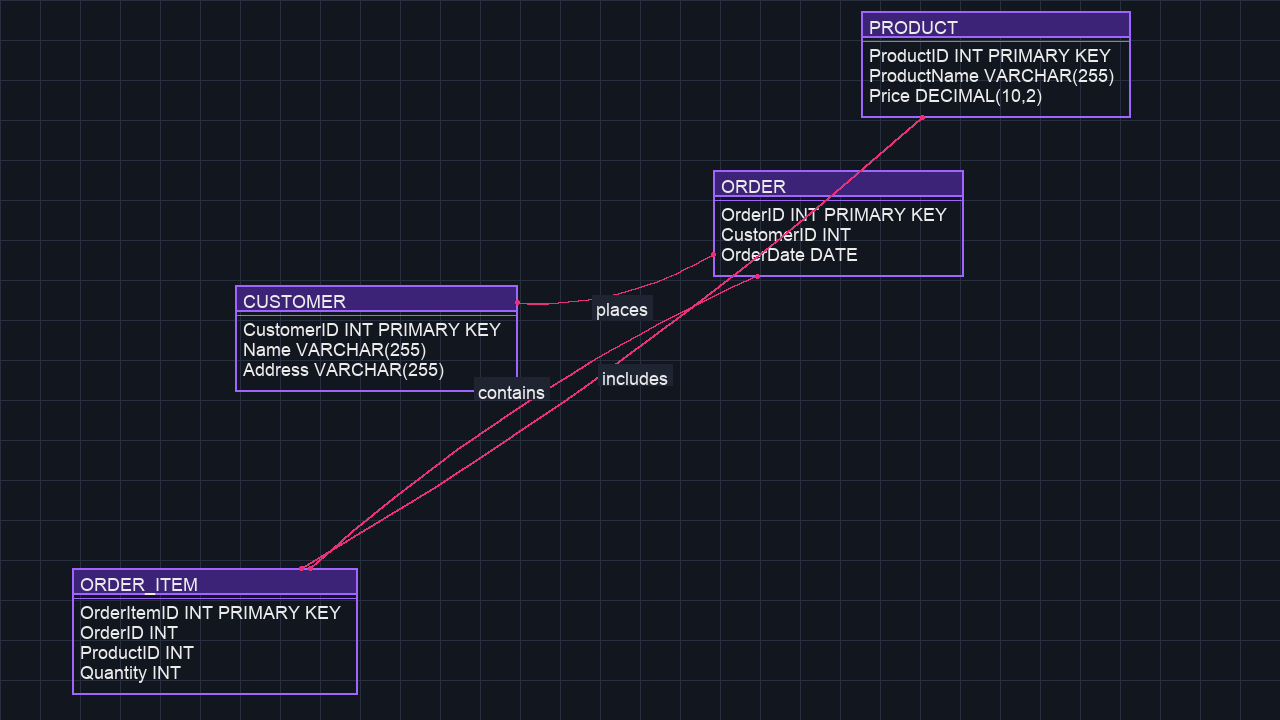 PRODUCT
ProductID INT PRIMARY KEY
ProductName VARCHAR(255)
Price DECIMAL(10,2)
ORDER
OrderID INT PRIMARY KEY
CustomerID INT
OrderDate DATE
CUSTOMER
CustomerID INT PRIMARY KEY
Name VARCHAR(255)
Address VARCHAR(255)
places
includes
contains
ORDER_ITEM
OrderItemID INT PRIMARY KEY
OrderID INT
ProductID INT
Quantity INT